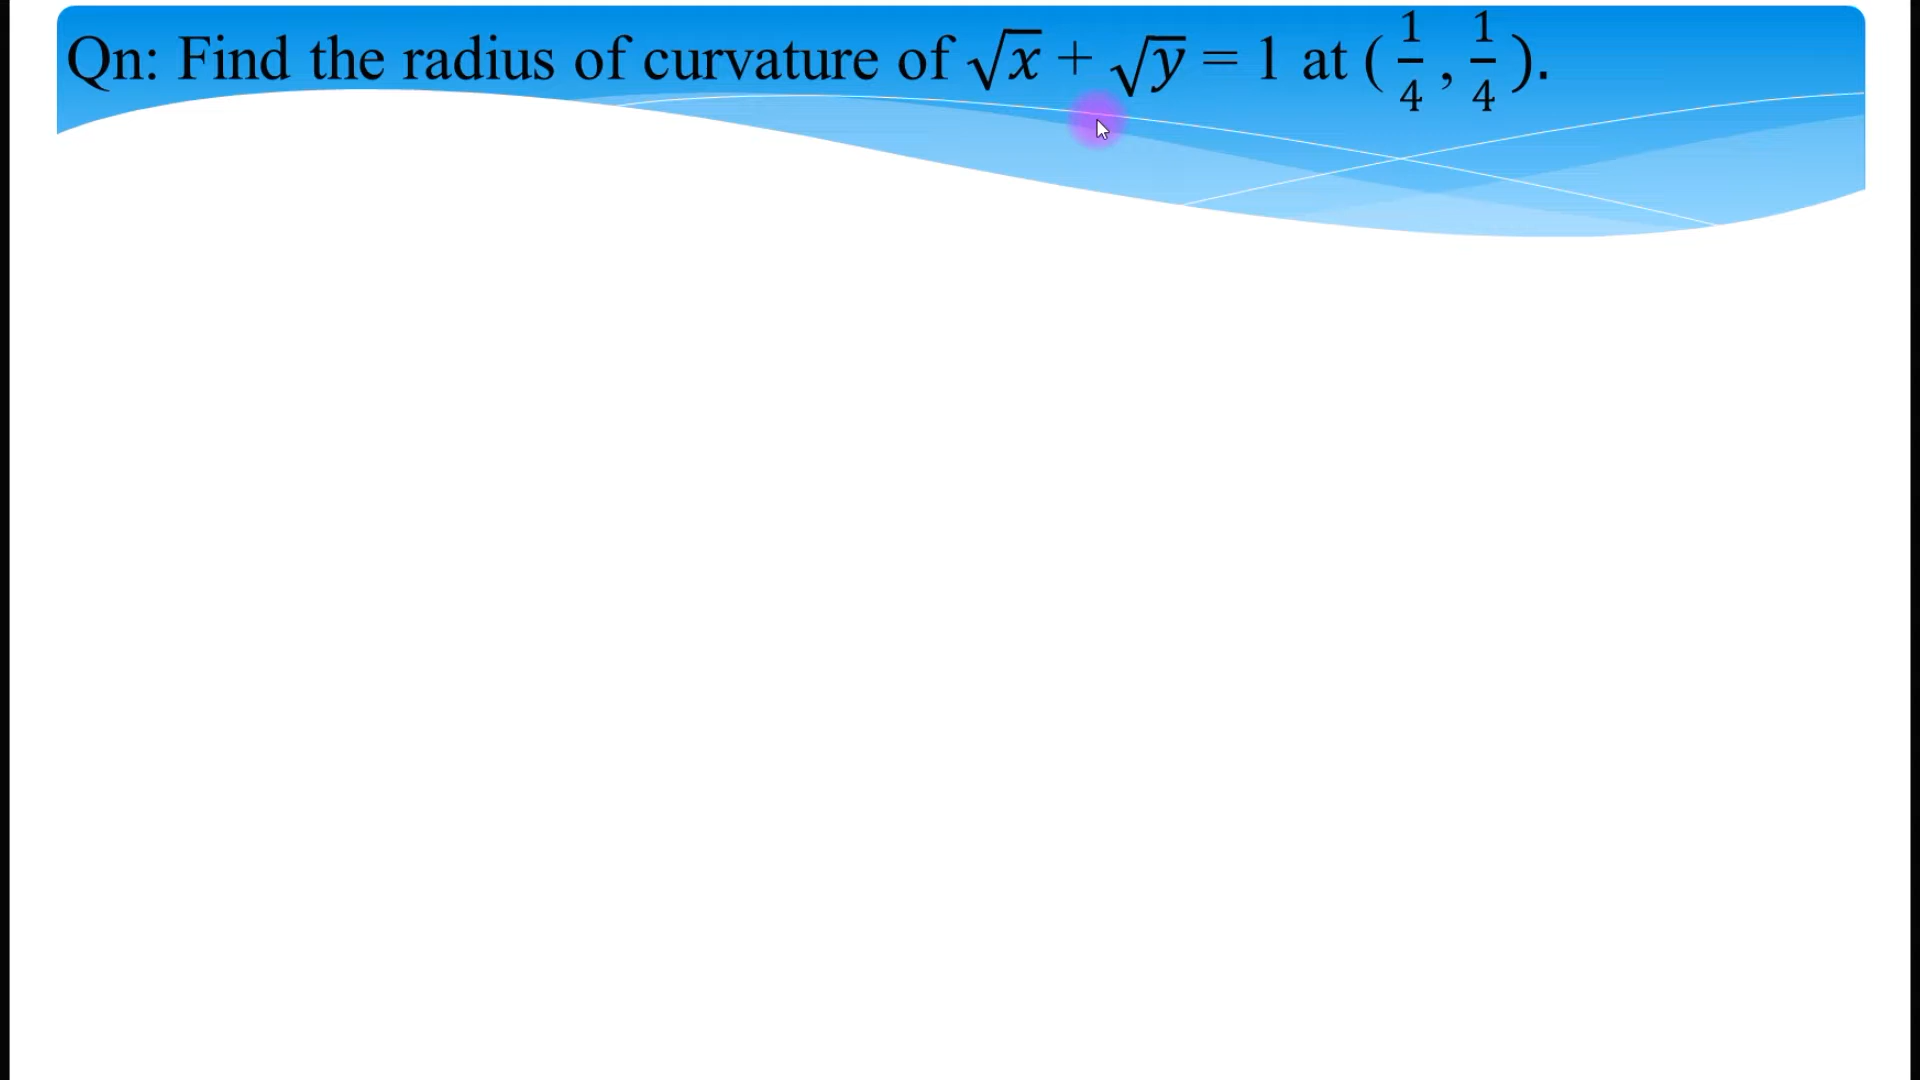 Qn: Find the radius of curvature of √x + √y = 1 at (1/4, 1/4).